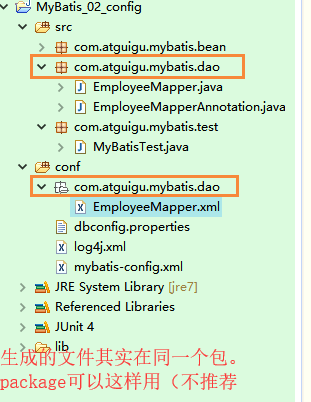 MyBatis_02_config
src
com.atguigu.mybatis.bean
com.atguigu.mybatis.dao
EmployeeMapper.java
EmployeeMapperAnnotation.java
com.atguigu.mybatis.test
MyBatisTest.java
conf
com.atguigu.mybatis.dao
EmployeeMapper.xml
dbconfig.properties
log4j.xml
mybatis-config.xml
JRE System Library [jre7]
Referenced Libraries
JUnit 4
lib
生成的文件其实在同一个包。
package可以这样用（不推荐